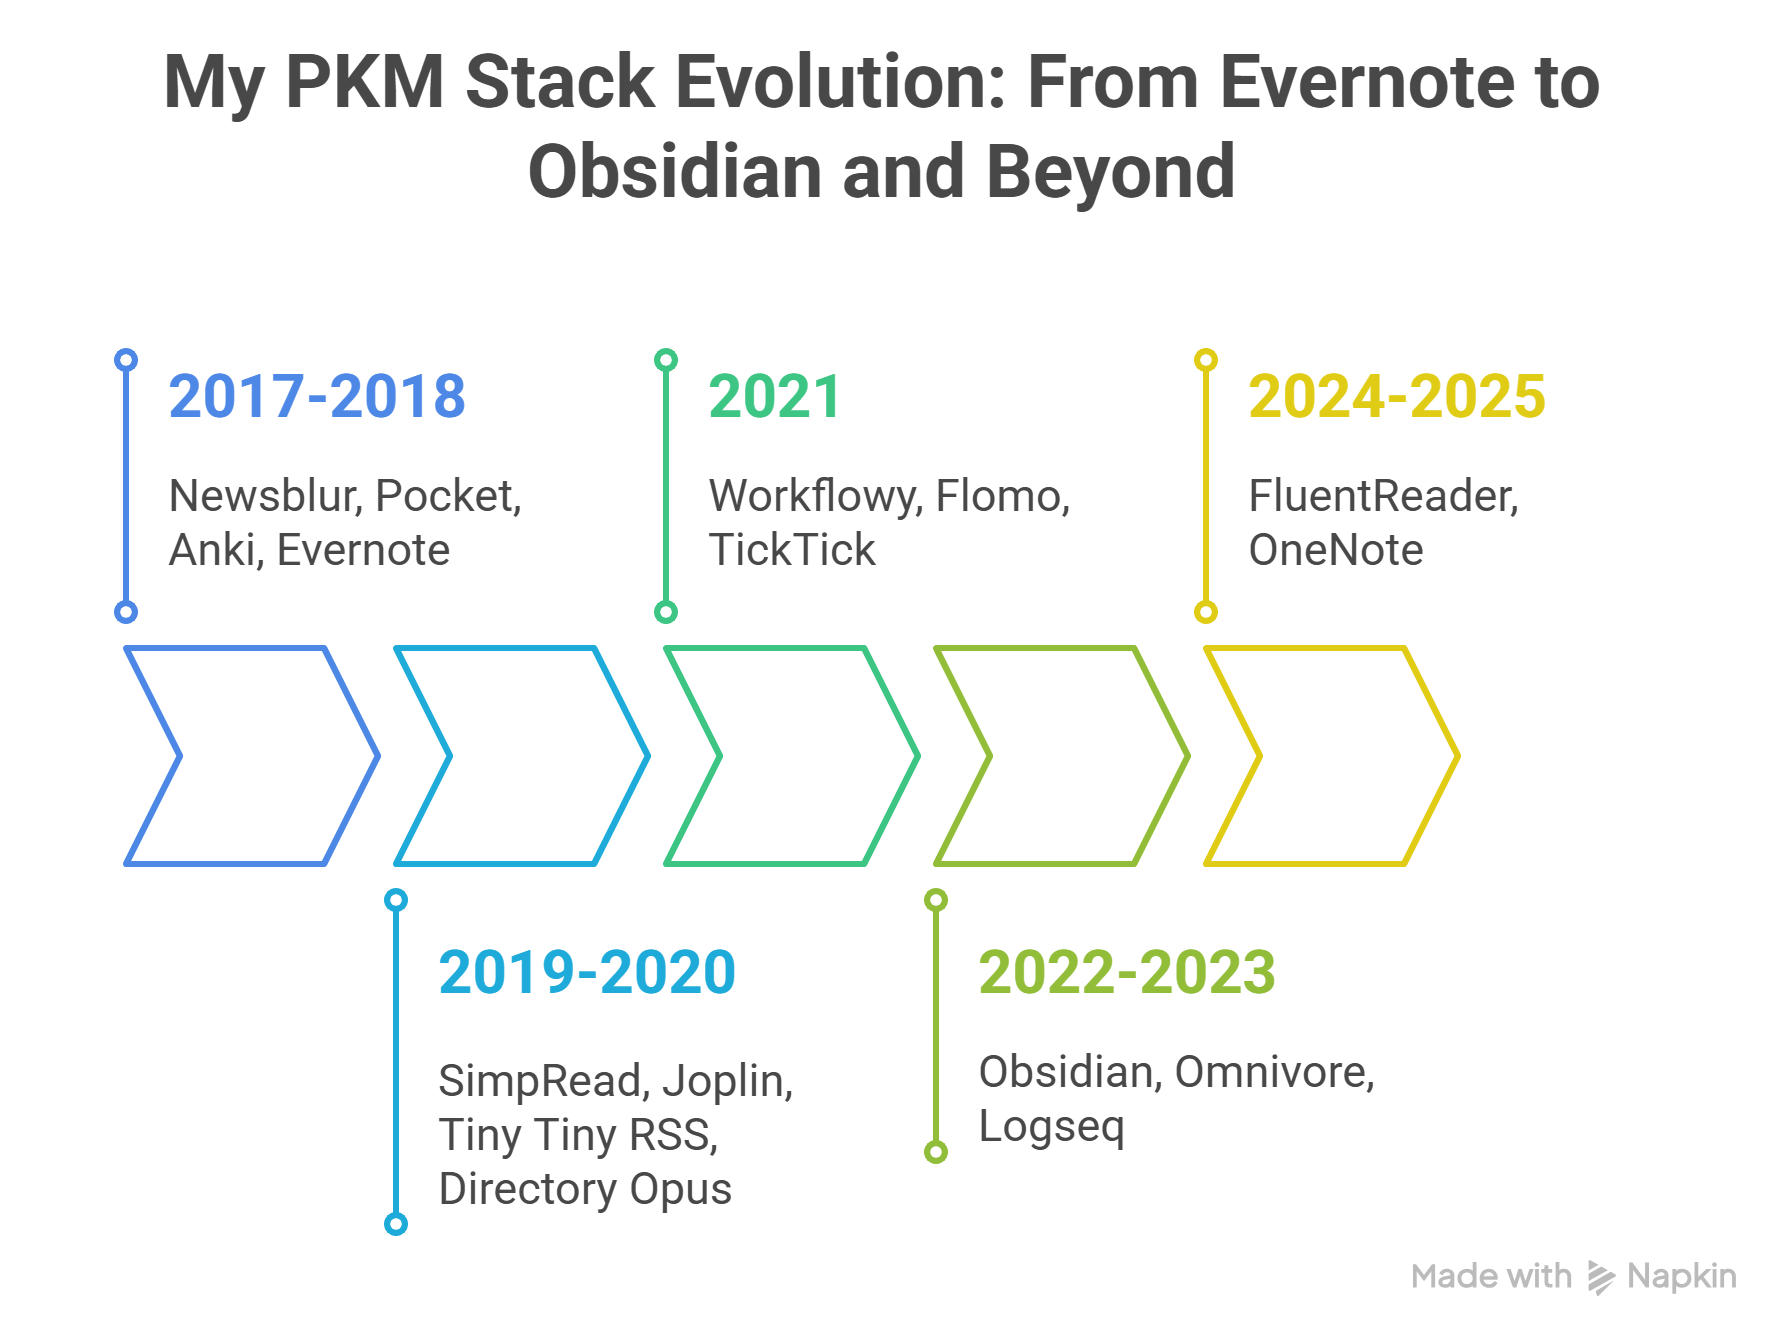 My PKM Stack Evolution: From Evernote to
Obsidian and Beyond
2017-2018
Newsblur, Pocket,
Anki, Evernote
2021
Workflowy, Flomo,
TickTick
2024-2025
FluentReader,
OneNote
2019-2020
SimpRead, Joplin,
Tiny Tiny RSS,
Directory Opus
2022-2023
Obsidian, Omnivore,
Logseq
Made with Napkin